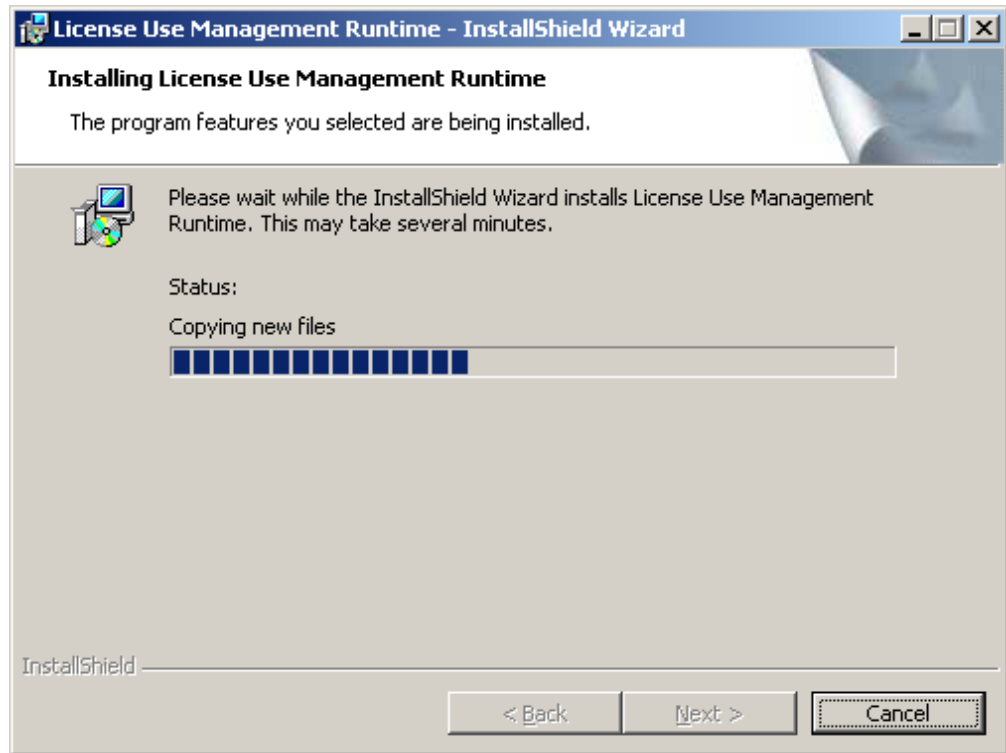 License Use Management Runtime - InstallShield Wizard
Installing License Use Management Runtime
The program features you selected are being installed.
Please wait while the InstallShield Wizard installs License Use Management
Runtime. This may take several minutes.
Status:
Copying new files
InstallShield
< Back Next > Cancel